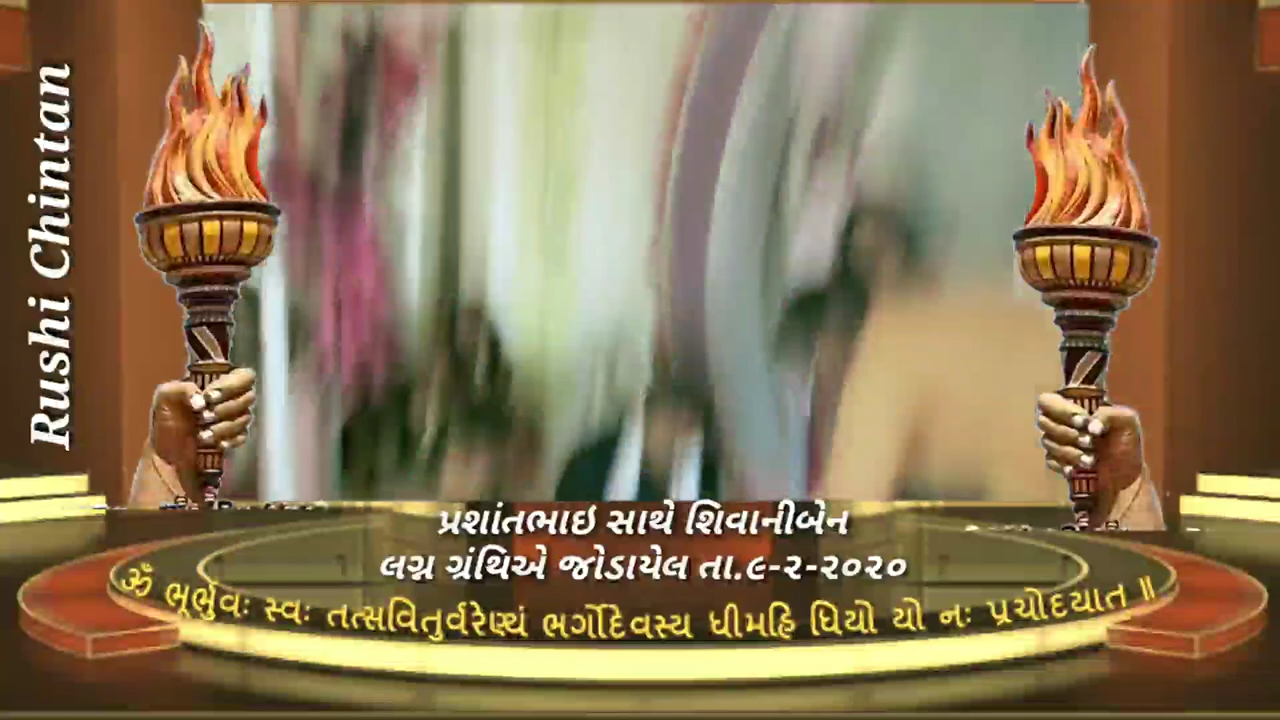 Rushi Chintan
પ્રશાંતભાઇ સાથે શિવાનીબેન
લગ્ન ગ્રંથિએ જોડાયેલ તા.૯-૨-૨૦૨૦
ૐ ભૂર્ભુવઃ સ્વઃ તત્સવિતુર્વરેણ્યં ભર્ગોદેવસ્ય ધીમહિ ધિયો યો નઃ પ્રચોદયાત ॥